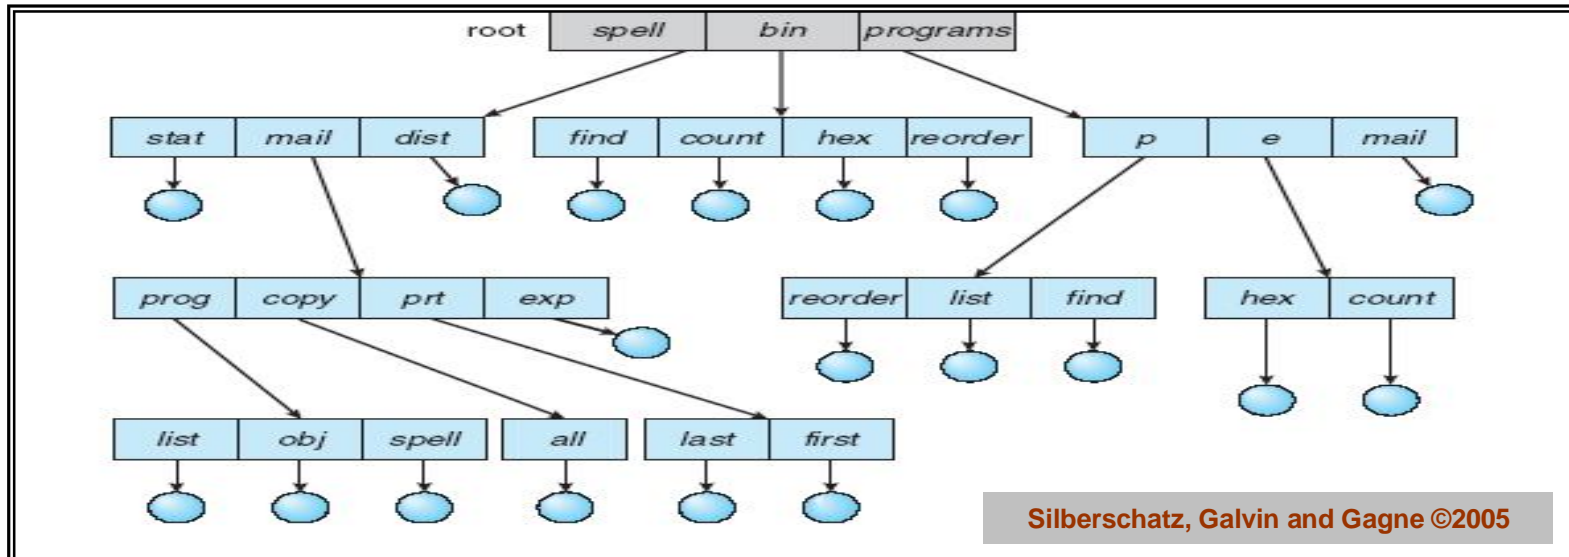 root spell bin programs
stat mail dist find count hex reorder p e mail
prog copy prt exp reorder list find hex count
list obj spell all last first
Silberschatz, Galvin and Gagne ©2005